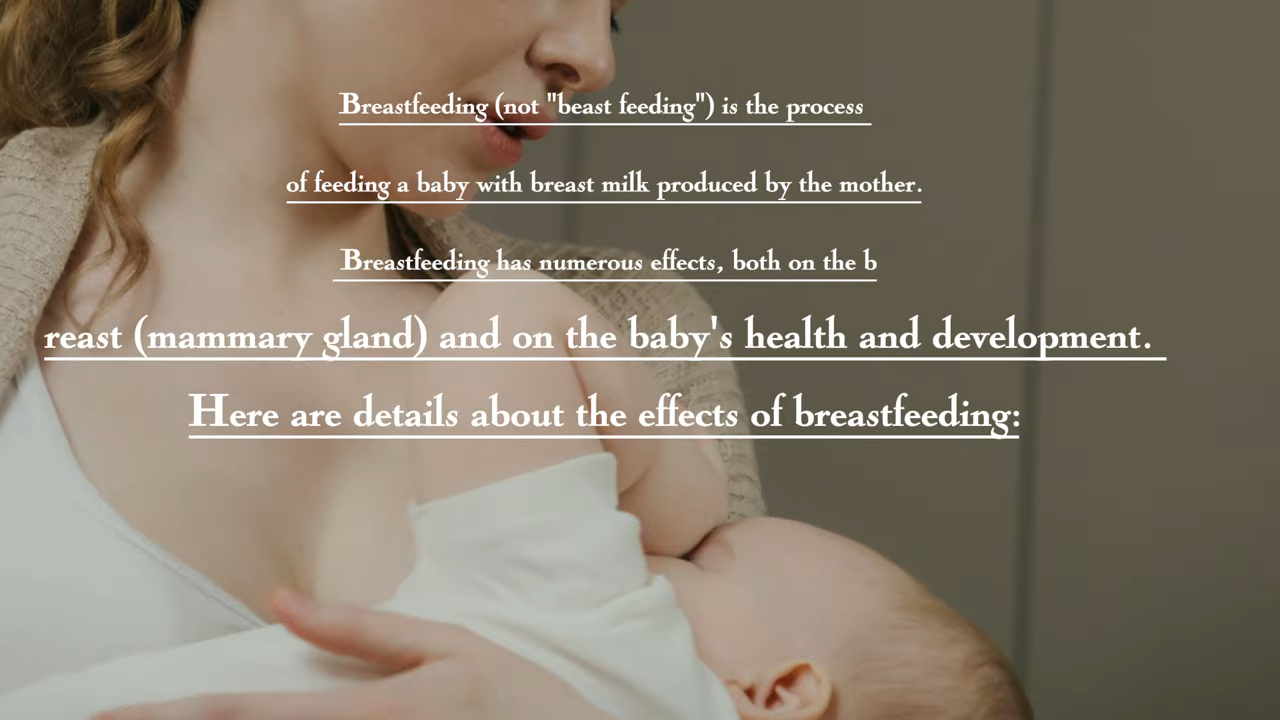 Breastfeeding (not "beast feeding") is the process
of feeding a baby with breast milk produced by the mother.
Breastfeeding has numerous effects, both on the b
reast (mammary gland) and on the baby's health and development.
Here are details about the effects of breastfeeding: